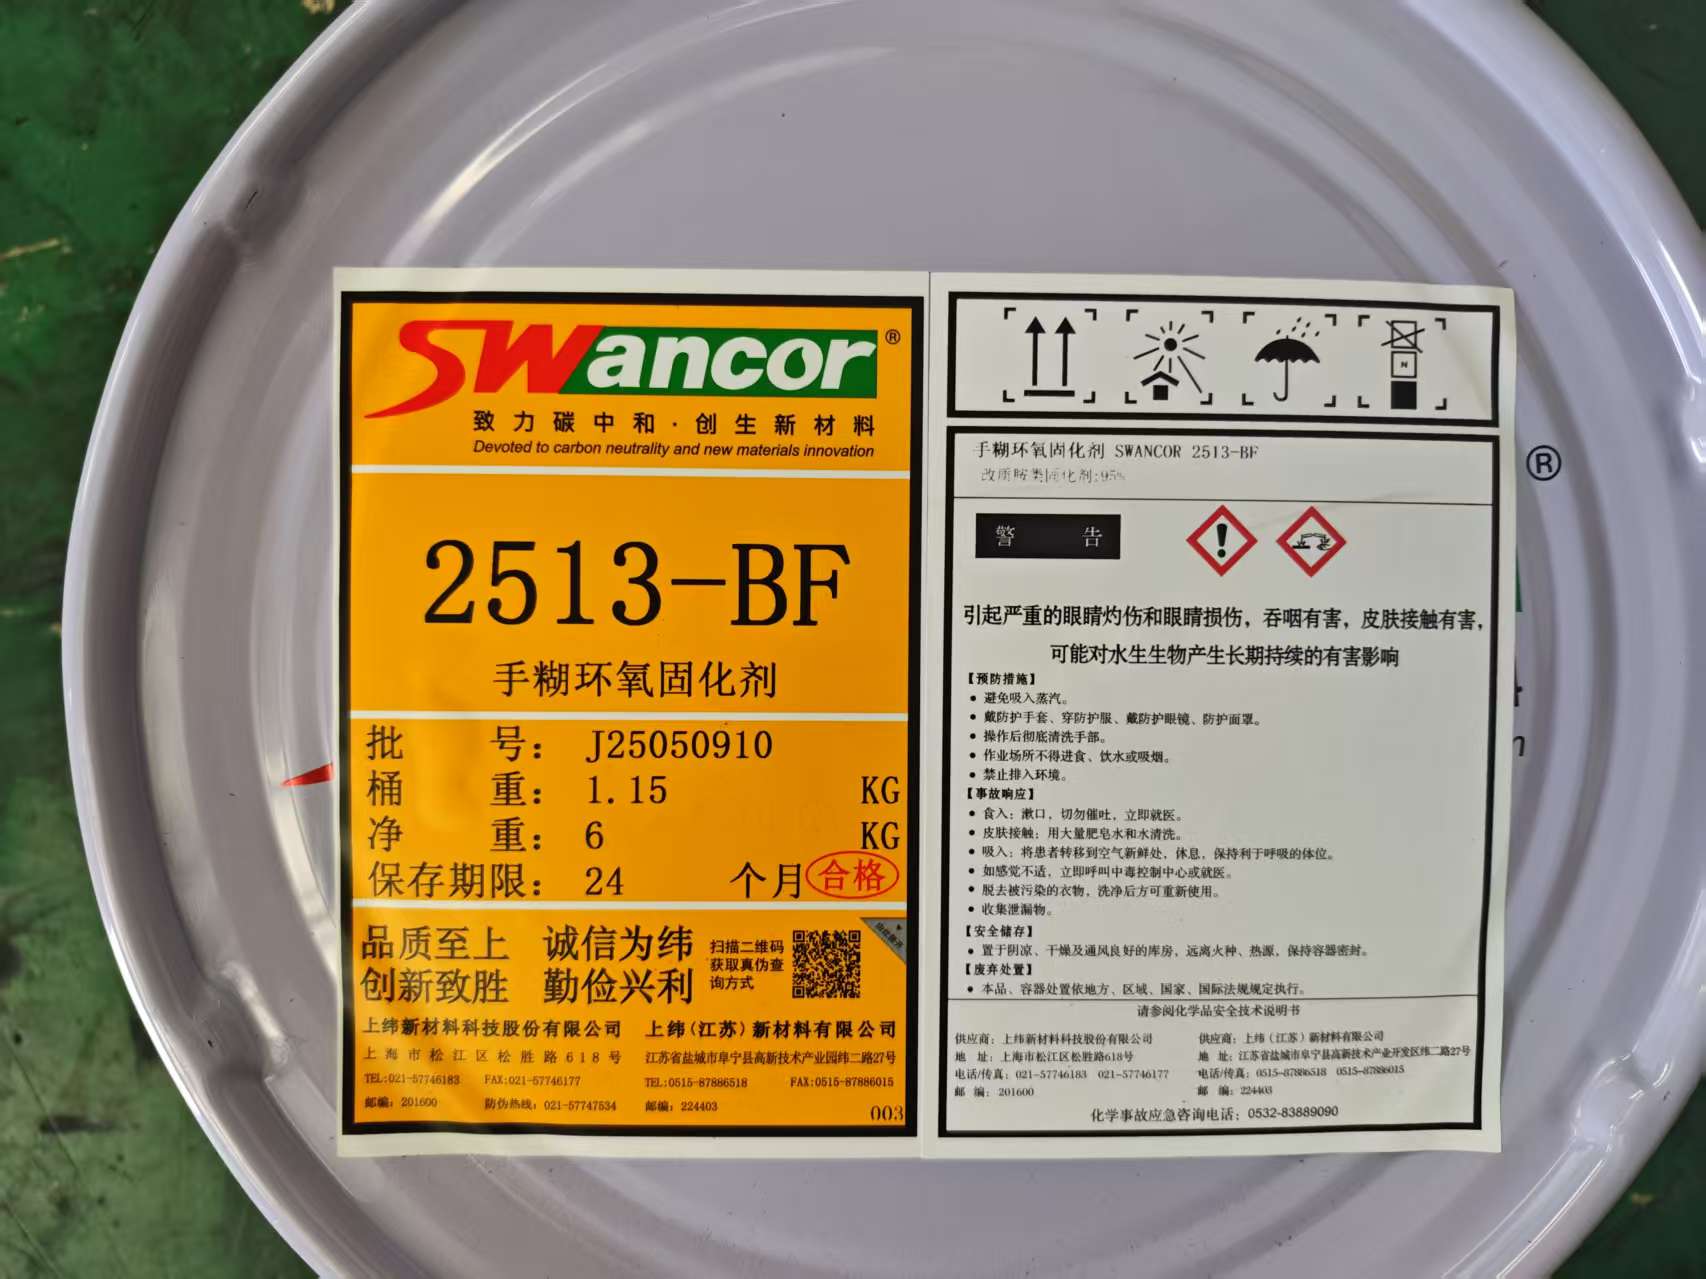 SWancor®
致力碳中和·创生新材料
Devoted to carbon neutrality and new materials innovation
2513-BF
手糊环氧固化剂
批 号: J25050910
桶 重: 1.15 KG
净 重: 6 KG
保存期限: 24 个月 合格
品质至上 诚信为纬
创新致胜 勤俭兴利
扫描二维码
获取真伪查
询方式
上纬新材料科技股份有限公司
上海市松江区松胜路618号
TEL:021-57746183 FAX:021-57746177
邮编: 201600 防伪热线: 021-57747534
上纬(江苏)新材料有限公司
江苏省盐城市阜宁县高新技术产业园纬二路27号
TEL:0515-87886518 FAX:0515-87886015
邮编: 224403
003
N
手糊环氧固化剂 SWANCOR 2513-BF
改质胺类固化剂:95%
警 告
引起严重的眼睛灼伤和眼睛损伤，吞咽有害，皮肤接触有害，
可能对水生生物产生长期持续的有害影响
【预防措施】
• 避免吸入蒸汽。
• 戴防护手套、穿防护服、戴防护眼镜、防护面罩。
• 操作后彻底清洗手部。
• 作业场所不得进食、饮水或吸烟。
• 禁止排入环境。
【事故响应】
• 食入: 漱口，切勿催吐，立即就医。
• 皮肤接触: 用大量肥皂水和水清洗。
• 吸入: 将患者转移到空气新鲜处，休息，保持利于呼吸的体位。
• 如感觉不适，立即呼叫中毒控制中心或就医。
• 脱去被污染的衣物，洗净后方可重新使用。
• 收集泄漏物。
【安全储存】
• 置于阴凉、干燥及通风良好的库房，远离火种、热源，保持容器密封。
【废弃处置】
• 本品、容器处置依地方、区域、国家、国际法规规定执行。
请参阅化学品安全技术说明书
供应商: 上纬新材料科技股份有限公司
地 址: 上海市松江区松胜路618号
电话/传真: 021-57746183 021-57746177
邮 编: 201600
供应商: 上纬(江苏)新材料有限公司
地 址: 江苏省盐城市阜宁县高新技术产业开发区纬二路27号
电话/传真: 0515-87886518 0515-87886015
邮 编: 224403
化学事故应急咨询电话: 0532-83889090
®